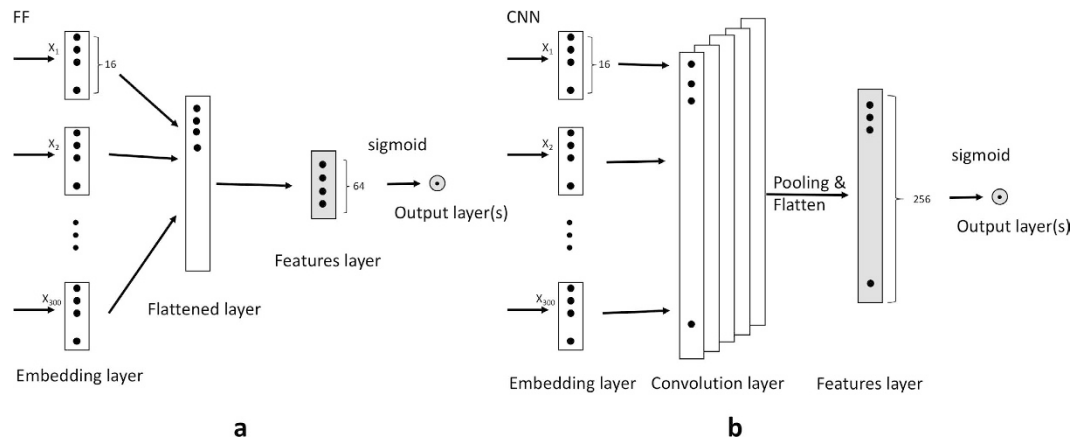 FF
X1
16
X2
X300
Embedding layer
Flattened layer
64
Features layer
sigmoid
Output layer(s)
a
CNN
X1
16
X2
X300
Embedding layer
Convolution layer
Pooling &
Flatten
256
Features layer
sigmoid
Output layer(s)
b